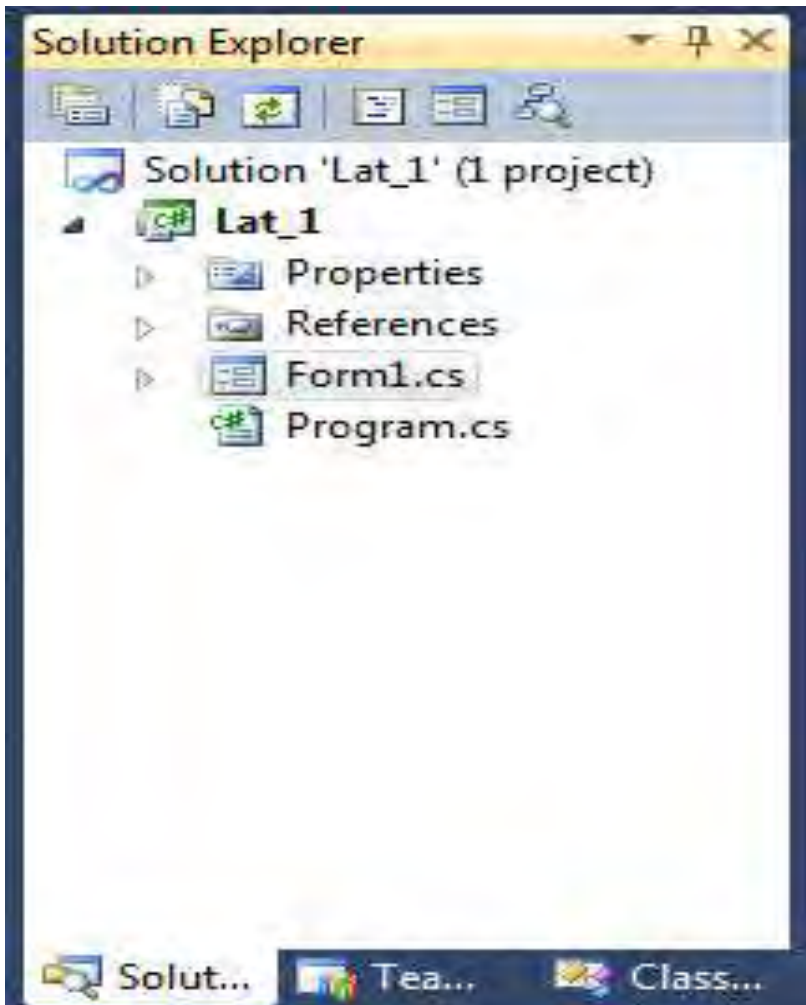 Solution Explorer
Solution 'Lat_1' (1 project)
C# Lat_1
Properties
References
Form1.cs
C# Program.cs
Solut... Tea... Class...